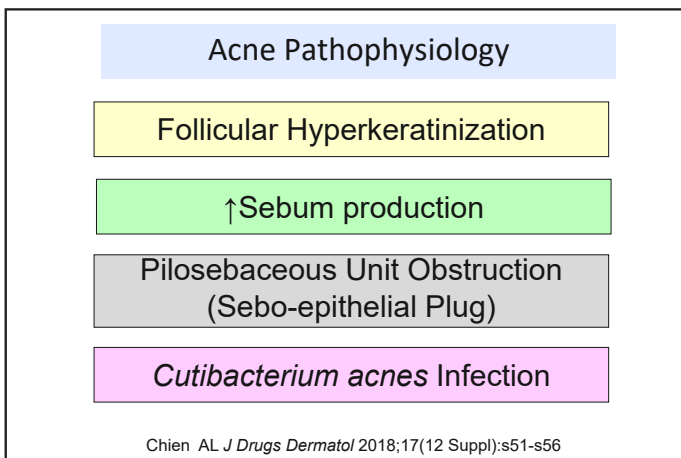 Acne Pathophysiology
Follicular Hyperkeratinization
↑Sebum production
Pilosebaceous Unit Obstruction
(Sebo-epithelial Plug)
Cutibacterium acnes Infection
Chien AL J Drugs Dermatol 2018;17(12 Suppl):s51-s56